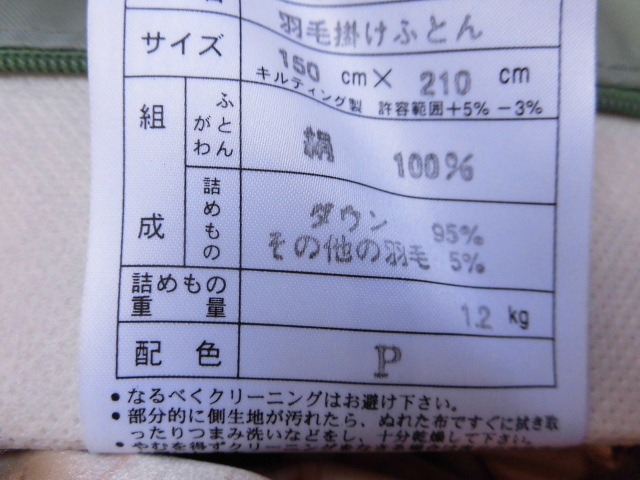 羽毛掛けふとん
サイズ
150 cm × 210 cm
キルティング製 許容範囲+5% -3%
組成
ふとんがわ
絹 100%
詰めもの
ダウン 95%
その他の羽毛 5%
詰めもの
重量
1.2 kg
配色
P
•なるべくクリーニングはお避け下さい。
•部分的に側生地が汚れたら、ぬれた布ですぐに拭き取
ったりつまみ洗いなどをし、十分乾燥して下さい。